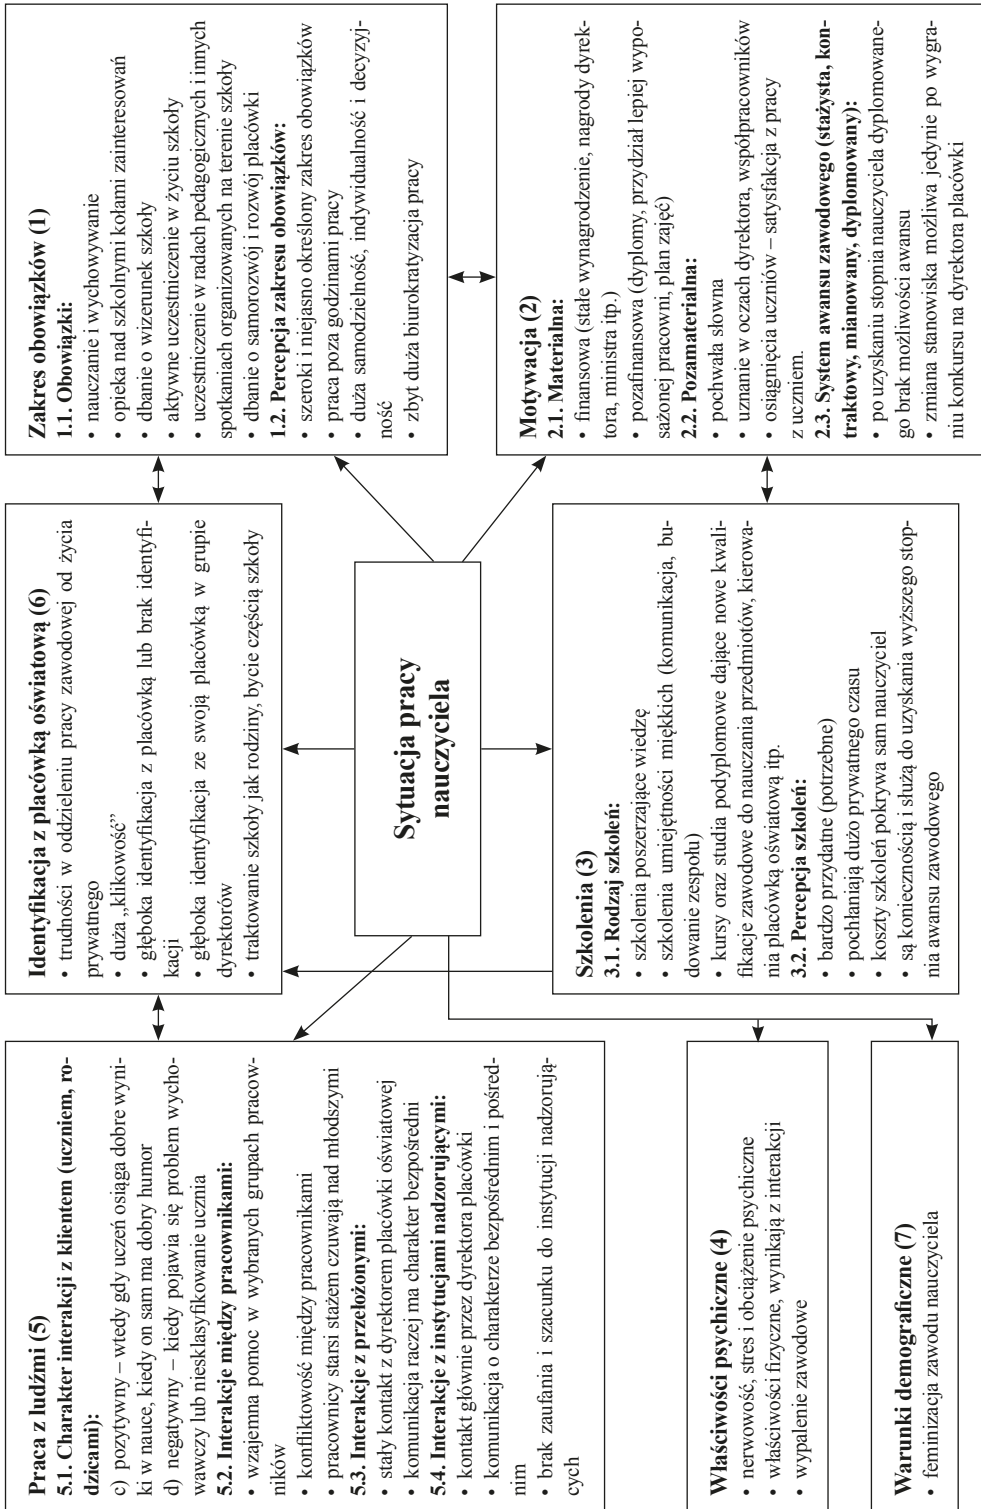 Praca z ludźmi (5)
5.1. Charakter interakcji z klientem (uczniem, ro-
dzicami):
c) pozytywny – wtedy gdy uczeń osiąga dobre wyni-
ki w nauce, kiedy on sam ma dobry humor
d) negatywny – kiedy pojawia się problem wycho-
wawczy lub niesklasyfikowanie ucznia
5.2. Interakcje między pracownikami:
• wzajemna pomoc w wybranych grupach pracow-
ników
• konfliktowość między pracownikami
• pracownicy starsi stażem czuwają nad młodszymi
5.3. Interakcje z przełożonymi:
• stały kontakt z dyrektorem placówki oświatowej
• komunikacja raczej ma charakter bezpośredni
5.4. Interakcje z instytucjami nadzorującymi:
• kontakt głównie przez dyrektora placówki
• komunikacja o charakterze bezpośrednim i pośred-
nim
• brak zaufania i szacunku do instytucji nadzorują-
cych
Właściwości psychiczne (4)
• nerwowość, stres i obciążenie psychiczne
• właściwości fizyczne, wynikają z interakcji
• wypalenie zawodowe
Warunki demograficzne (7)
• feminizacja zawodu nauczyciela
Identyfikacja z placówką oświatową (6)
• trudności w oddzieleniu pracy zawodowej od życia
prywatnego
• duża „klikowość”
• głęboka identyfikacja z placówką lub brak identyfi-
kacji
• głęboka identyfikacja ze swoją placówką w grupie
dyrektorów
• traktowanie szkoły jak rodziny, bycie częścią szkoły
Sytuacja pracy
nauczyciela
Szkolenia (3)
3.1. Rodzaj szkoleń:
• szkolenia poszerzające wiedzę
• szkolenia umiejętności miękkich (komunikacja, bu-
dowanie zespołu)
• kursy oraz studia podyplomowe dające nowe kwali-
fikacje zawodowe do nauczania przedmiotów, kierowa-
nia placówką oświatową itp.
3.2. Percepcja szkoleń:
• bardzo przydatne (potrzebne)
• pochłaniają dużo prywatnego czasu
• koszty szkoleń pokrywa sam nauczyciel
• są koniecznością i służą do uzyskania wyższego stop-
nia awansu zawodowego
Zakres obowiązków (1)
1.1. Obowiązki:
• nauczanie i wychowywanie
• opieka nad szkolnymi kołami zainteresowań
• dbanie o wizerunek szkoły
• aktywne uczestniczenie w życiu szkoły
• uczestniczenie w radach pedagogicznych i innych
spotkaniach organizowanych na terenie szkoły
• dbanie o samorozwój i rozwój placówki
1.2. Percepcja zakresu obowiązków:
• szeroki i niejasno określony zakres obowiązków
• praca poza godzinami pracy
• duża samodzielność, indywidualność i decyzyj-
ność
• zbyt duża biurokratyzacja pracy
Motywacja (2)
2.1. Materialna:
• finansowa (stałe wynagrodzenie, nagrody dyrek-
tora, ministra itp.)
• pozafinansowa (dyplomy, przydział lepiej wypo-
sażonej pracowni, plan zajęć)
2.2. Pozamaterialna:
• pochwała słowna
• uznanie w oczach dyrektora, współpracowników
• osiągnięcia uczniów – satysfakcja z pracy
z uczniem.
2.3. System awansu zawodowego (stażysta, kon-
traktowy, mianowany, dyplomowany):
• po uzyskaniu stopnia nauczyciela dyplomowane-
go brak możliwości awansu
• zmiana stanowiska możliwa jedynie po wygra-
niu konkursu na dyrektora placówki